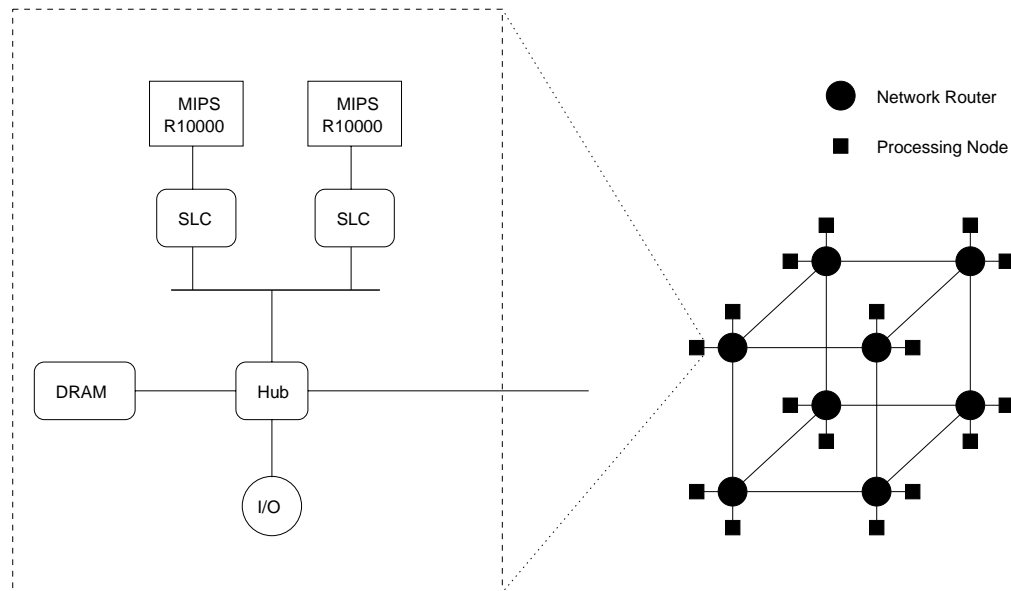 MIPS
R10000
MIPS
R10000
SLC
SLC
DRAM
Hub
I/O
Network Router
Processing Node